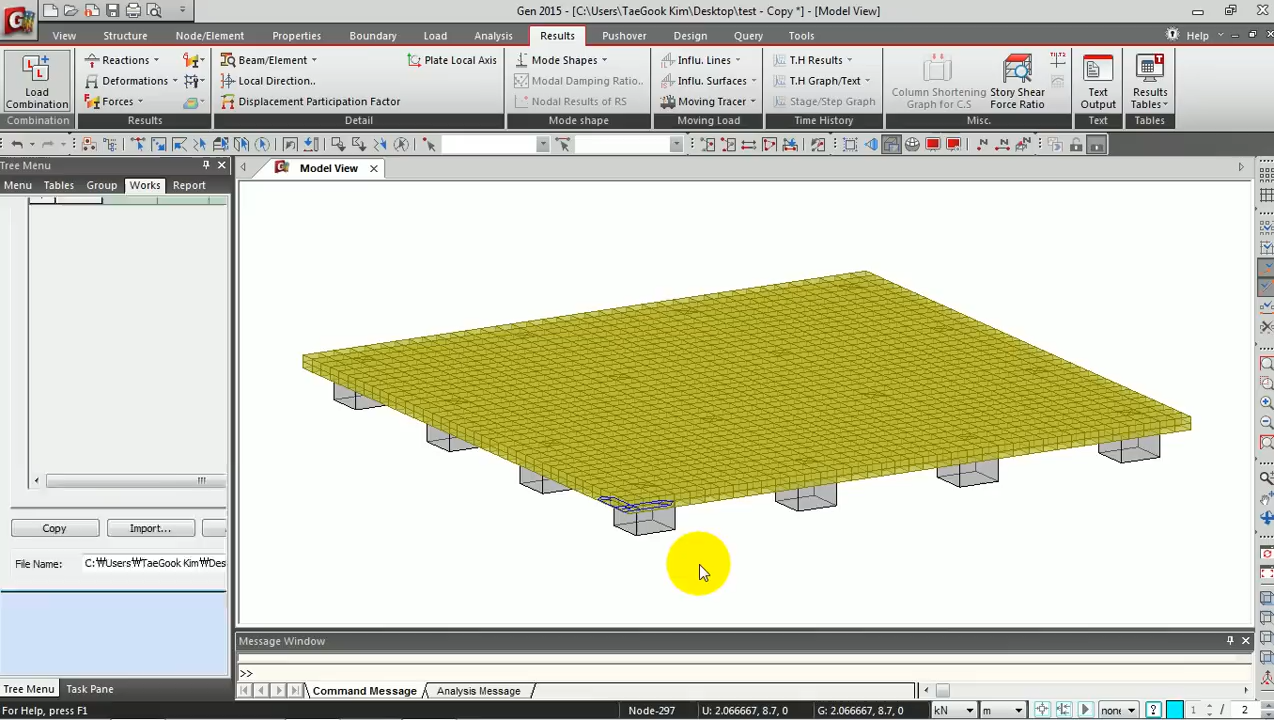 Gen 2015 - [C:\Users\TaeGook Kim\Desktop\test - Copy *] - [Model View]
View Structure Node/Element Properties Boundary Load Analysis Results Pushover Design Query Tools Help
Load Combination
Combination
Reactions
Deformations
Forces
Results
Beam/Element
Local Direction..
Displacement Participation Factor
Plate Local Axis
Detail
Mode Shapes
Modal Damping Ratio..
Nodal Results of RS
Mode shape
Influ. Lines
Influ. Surfaces
Moving Tracer
Moving Load
T.H Results
T.H Graph/Text
Stage/Step Graph
Time History
Column Shortening Graph for C.S
Story Shear Force Ratio
Misc.
Text Output
Text
Results Tables
Tables
Tree Menu
Menu Tables Group Works Report
Model View
Copy Import...
File Name: C:₩Users₩TaeGook Kim₩Des
Message Window
>>
Command Message Analysis Message
Tree Menu Task Pane
For Help, press F1
Node-297 U: 2.066667, 8.7, 0 G: 2.066667, 8.7, 0 kN m none 1 / 2